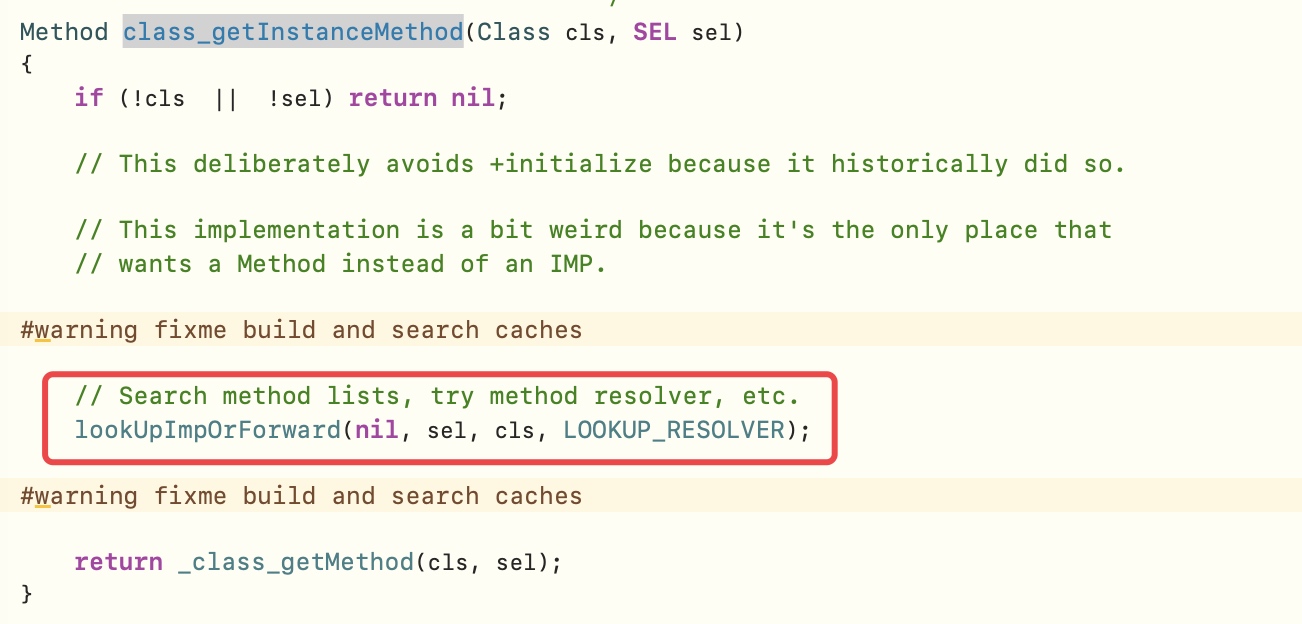 Method class_getInstanceMethod(Class cls, SEL sel)
{
    if (!cls  ||  !sel) return nil;
    // This deliberately avoids +initialize because it historically did so.
    // This implementation is a bit weird because it's the only place that
    // wants a Method instead of an IMP.
#warning fixme build and search caches
    // Search method lists, try method resolver, etc.
    lookUpImpOrForward(nil, sel, cls, LOOKUP_RESOLVER);
#warning fixme build and search caches
    return _class_getMethod(cls, sel);
}